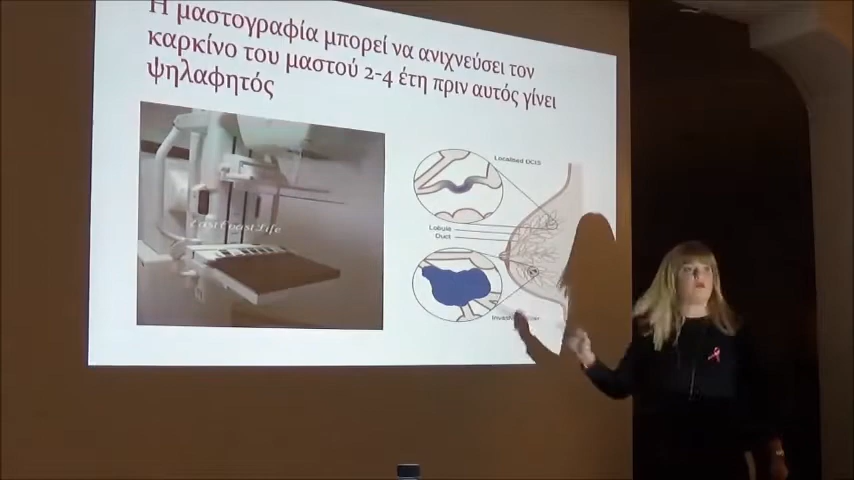 Η μαστογραφία μπορεί να ανιχνεύσει τον
καρκίνο του μαστού 2-4 έτη πριν αυτός γίνει
ψηλαφητός
Localised DCIS
EastCoastLife
Lobule
Duct